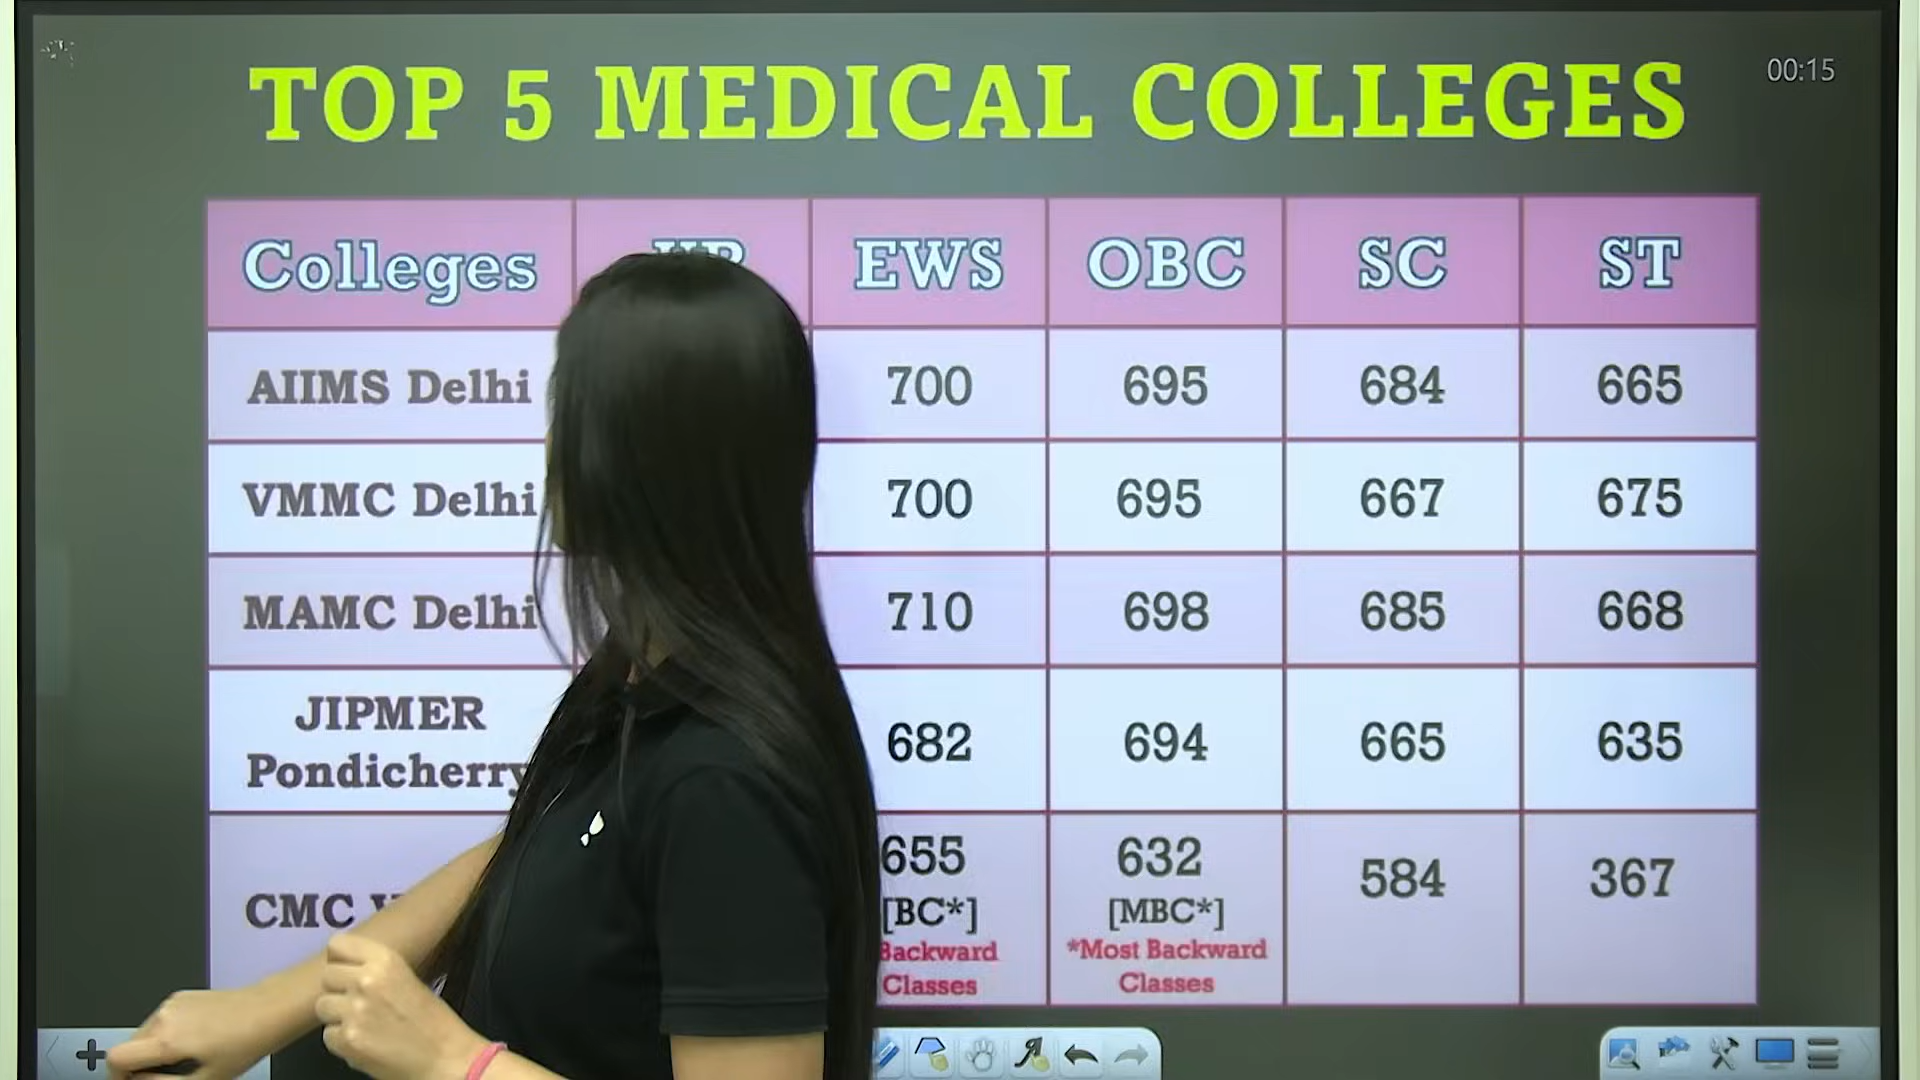 00:15
TOP 5 MEDICAL COLLEGES
Colleges EWS OBC SC ST
AIIMS Delhi 700 695 684 665
VMMC Delhi 700 695 667 675
MAMC Delhi 710 698 685 668
JIPMER
Pondicherry 682 694 665 635
CMC 655 632 584 367
[BC*] [MBC*]
Backward *Most Backward
Classes Classes